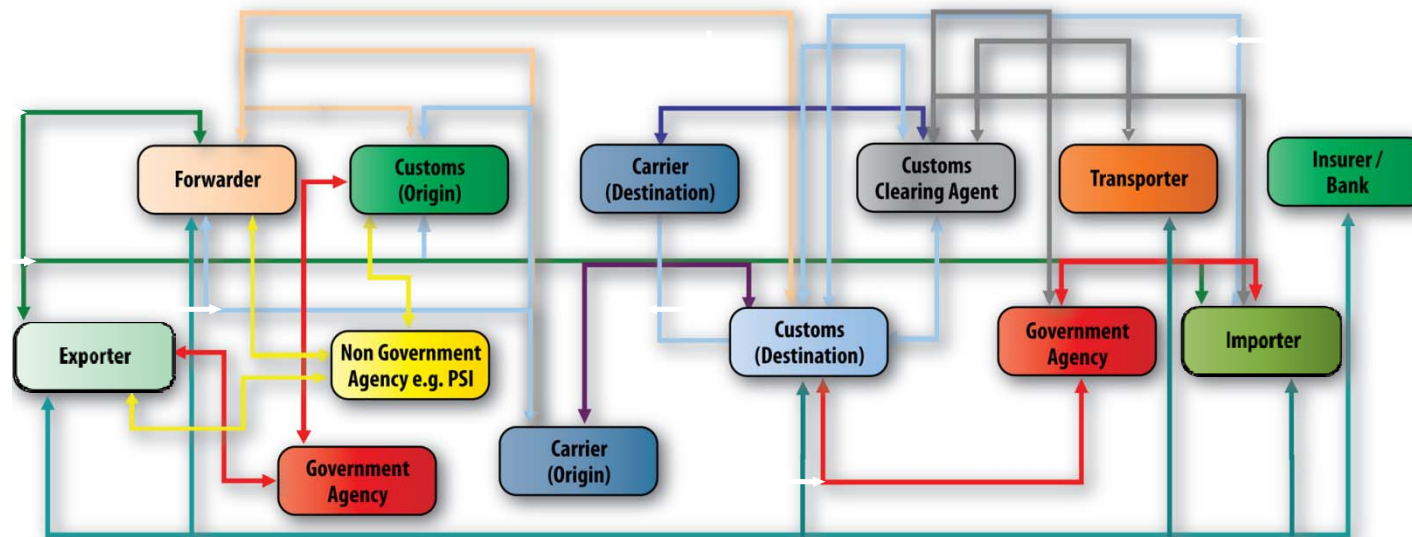 Forwarder
Customs
(Origin)
Carrier
(Destination)
Customs
Clearing Agent
Transporter
Insurer /
Bank
Exporter
Non Government
Agency e.g. PSI
Customs
(Destination)
Government
Agency
Importer
Government
Agency
Carrier
(Origin)